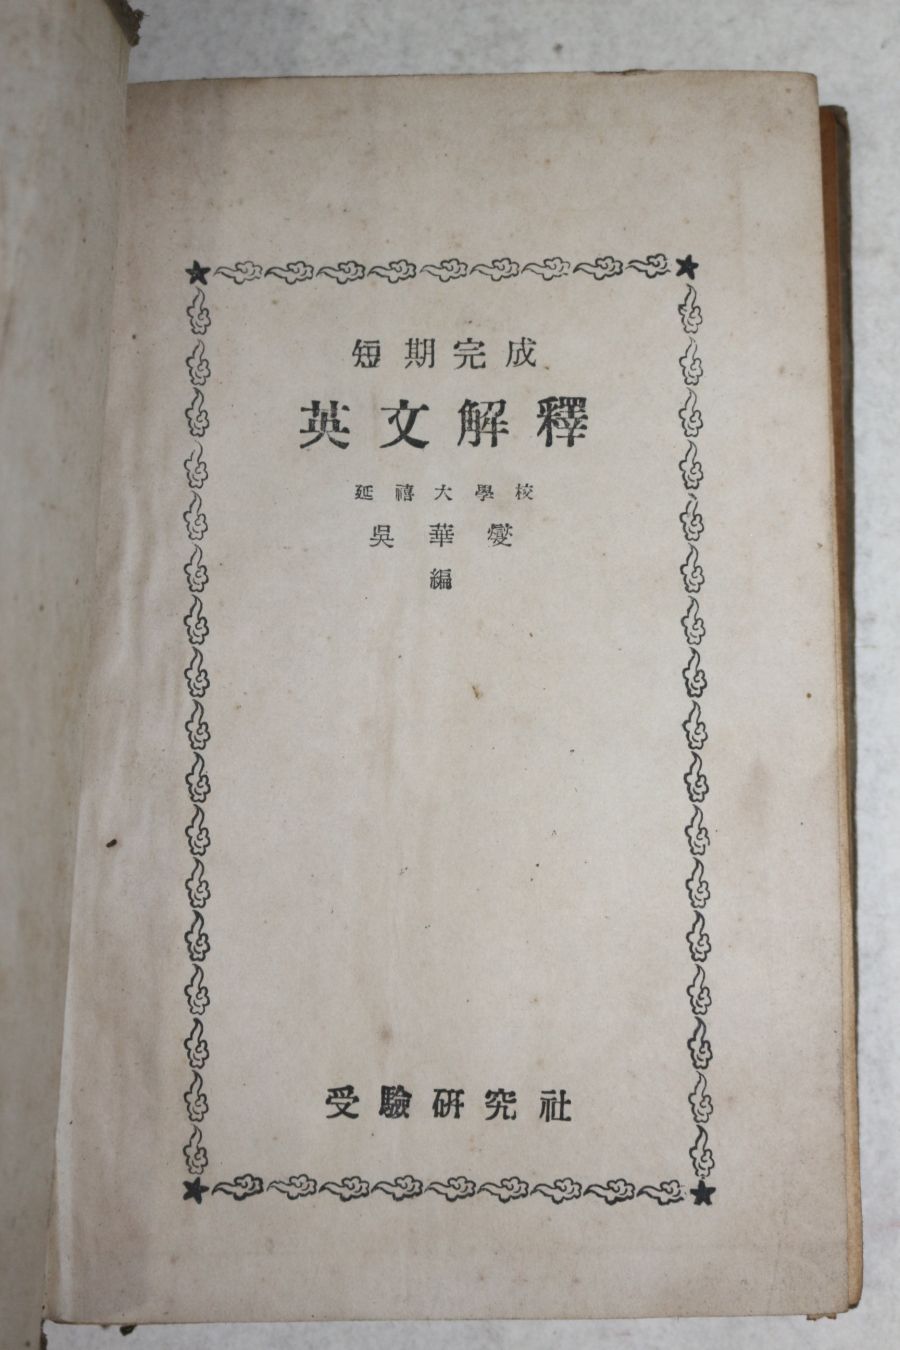 短期完成
英文解釋
延禧大學校
吳華燮
編
受驗研究社